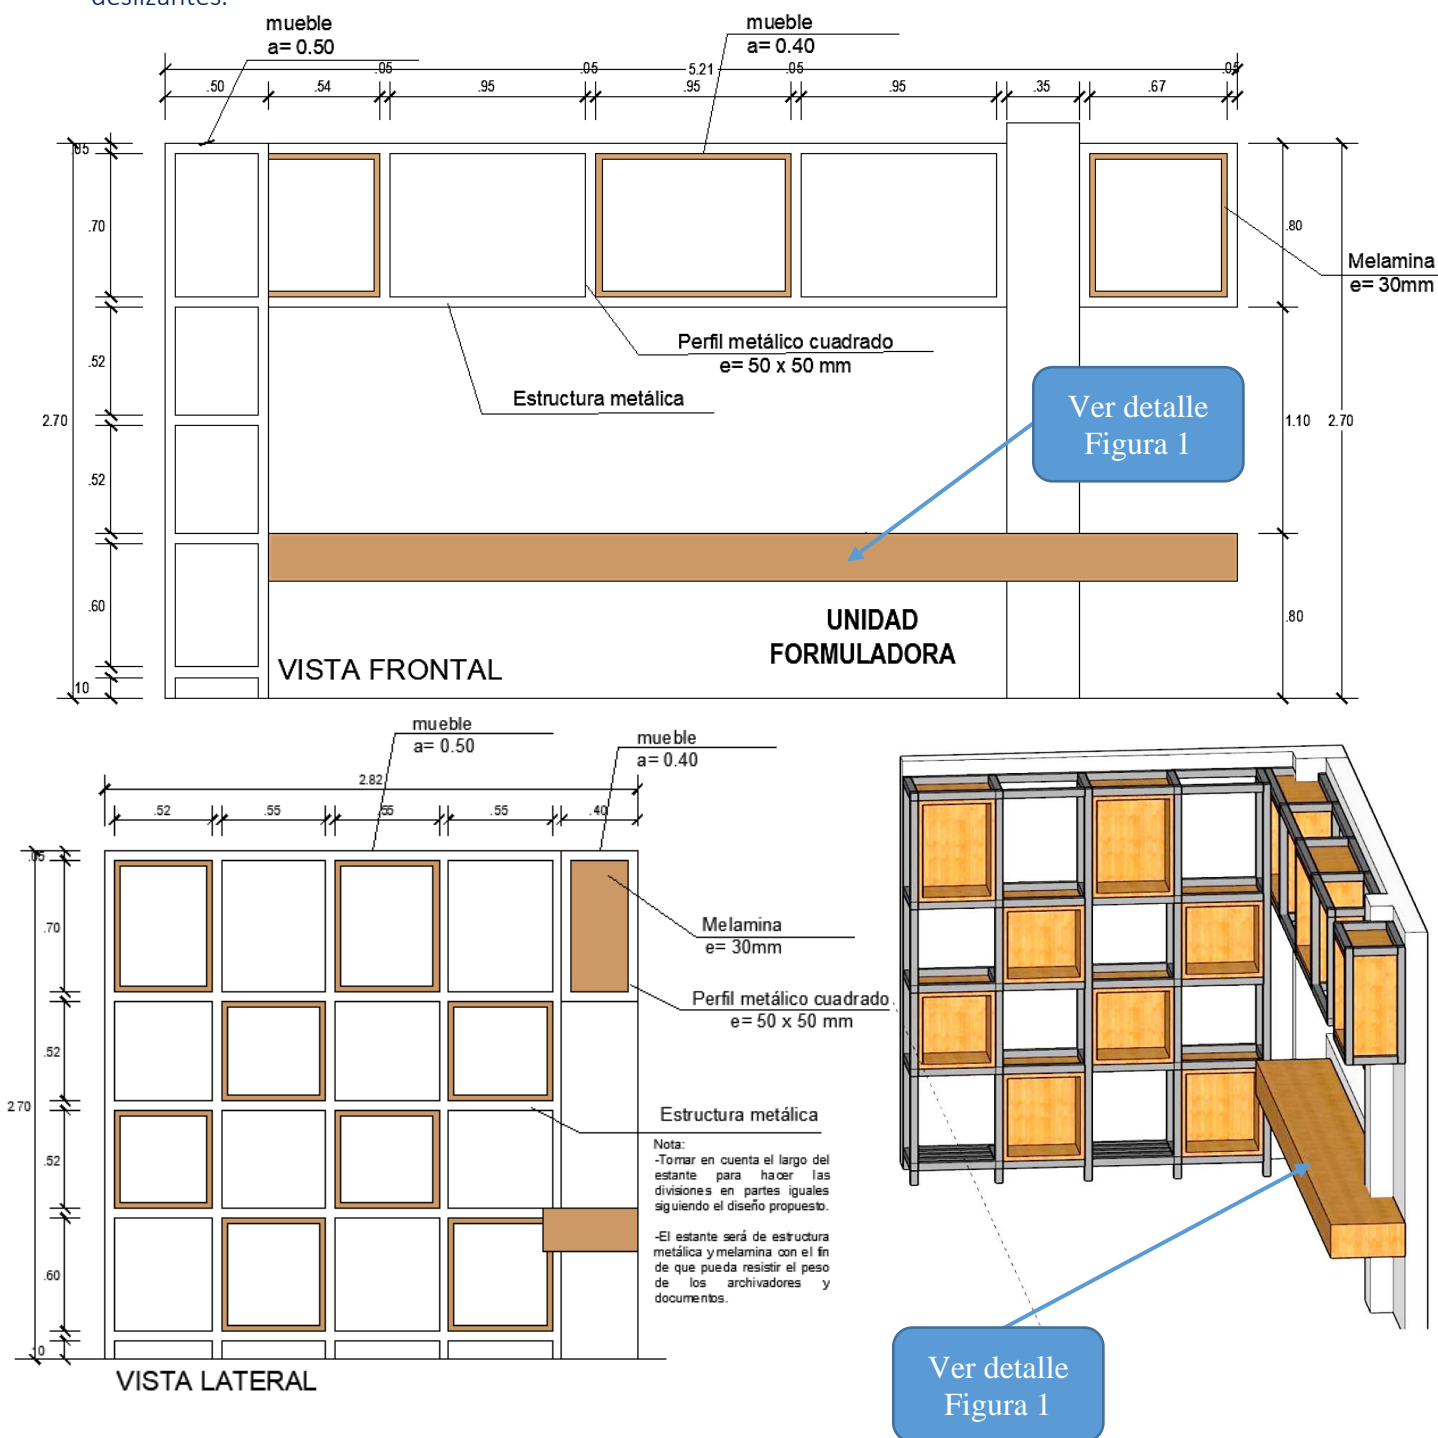 deslizantes.
mueble
a= 0.50
mueble
a= 0.40
.05
.05
5.21
.05
.05
.50
.54
.95
.95
.95
.35
.67
.05
.70
.80
Melamina
e= 30mm
Perfil metálico cuadrado
e= 50 x 50 mm
.52
Estructura metálica
Ver detalle
Figura 1
2.70
1.10
2.70
.52
.60
.80
UNIDAD
FORMULADORA
VISTA FRONTAL
10
mueble
a= 0.50
mueble
a= 0.40
2.82
.52
.55
.55
.55
.40
.05
.70
Melamina
e= 30mm
Perfil metálico cuadrado
e= 50 x 50 mm
.52
2.70
Estructura metálica
Nota:
-Tomar en cuenta el largo del
estante para hacer las
divisiones en partes iguales
siguiendo el diseño propuesto.
.52
-El estante será de estructura
metálica y melamina con el fin
de que pueda resistir el peso
de los archivadores y
documentos.
.60
.10
VISTA LATERAL
Ver detalle
Figura 1